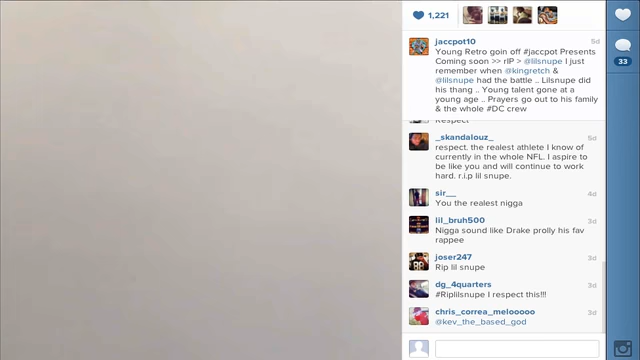 1,221
jaccpot10 5d
Young Retro goin off #jaccpot Presents
Coming soon >> rIP > @lilsnupe I just
remember when @kingretch &
@lilsnupe had the battle .. Lilsnupe did
his thang .. Young talent gone at a
young age .. Prayers go out to his family
& the whole #DC crew
33
Respect
_skandalouz_ 5d
respect. the realest athlete I know of
currently in the whole NFL. I aspire to
be like you and will continue to work
hard. r.i.p lil snupe.
sir__ 4d
You the realest nigga
lil_bruh500 3d
Nigga sound like Drake prolly his fav
rappee
joser247 3d
Rip lil snupe
dg_4quarters 3d
#Riplilsnupe I respect this!!!
chris_correa_melooooo 3d
@kev_the_based_god